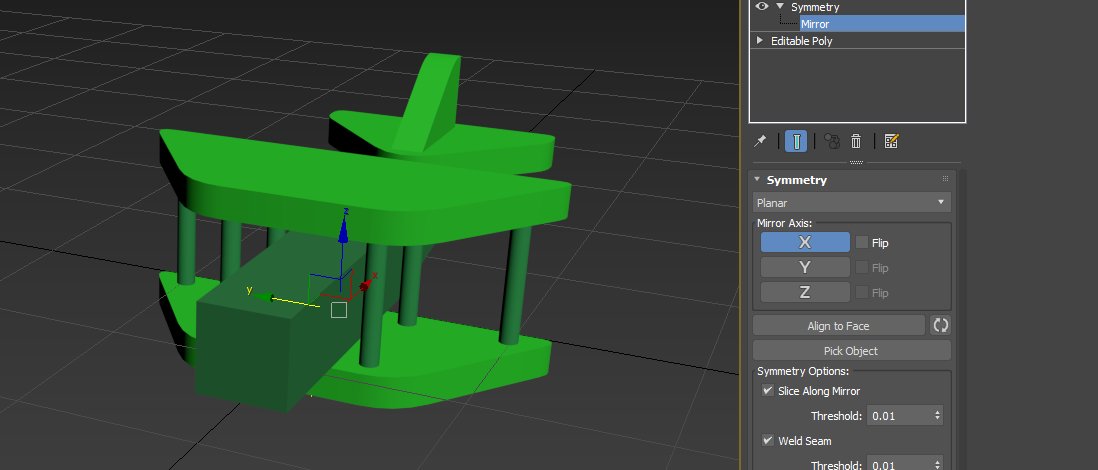 Symmetry
Mirror
Editable Poly
Symmetry
Planar
Mirror Axis:
X Flip
Y Flip
Z Flip
Align to Face
Pick Object
Symmetry Options:
Slice Along Mirror
Threshold: 0.01
Weld Seam
Threshold: 0.01
z
x
y